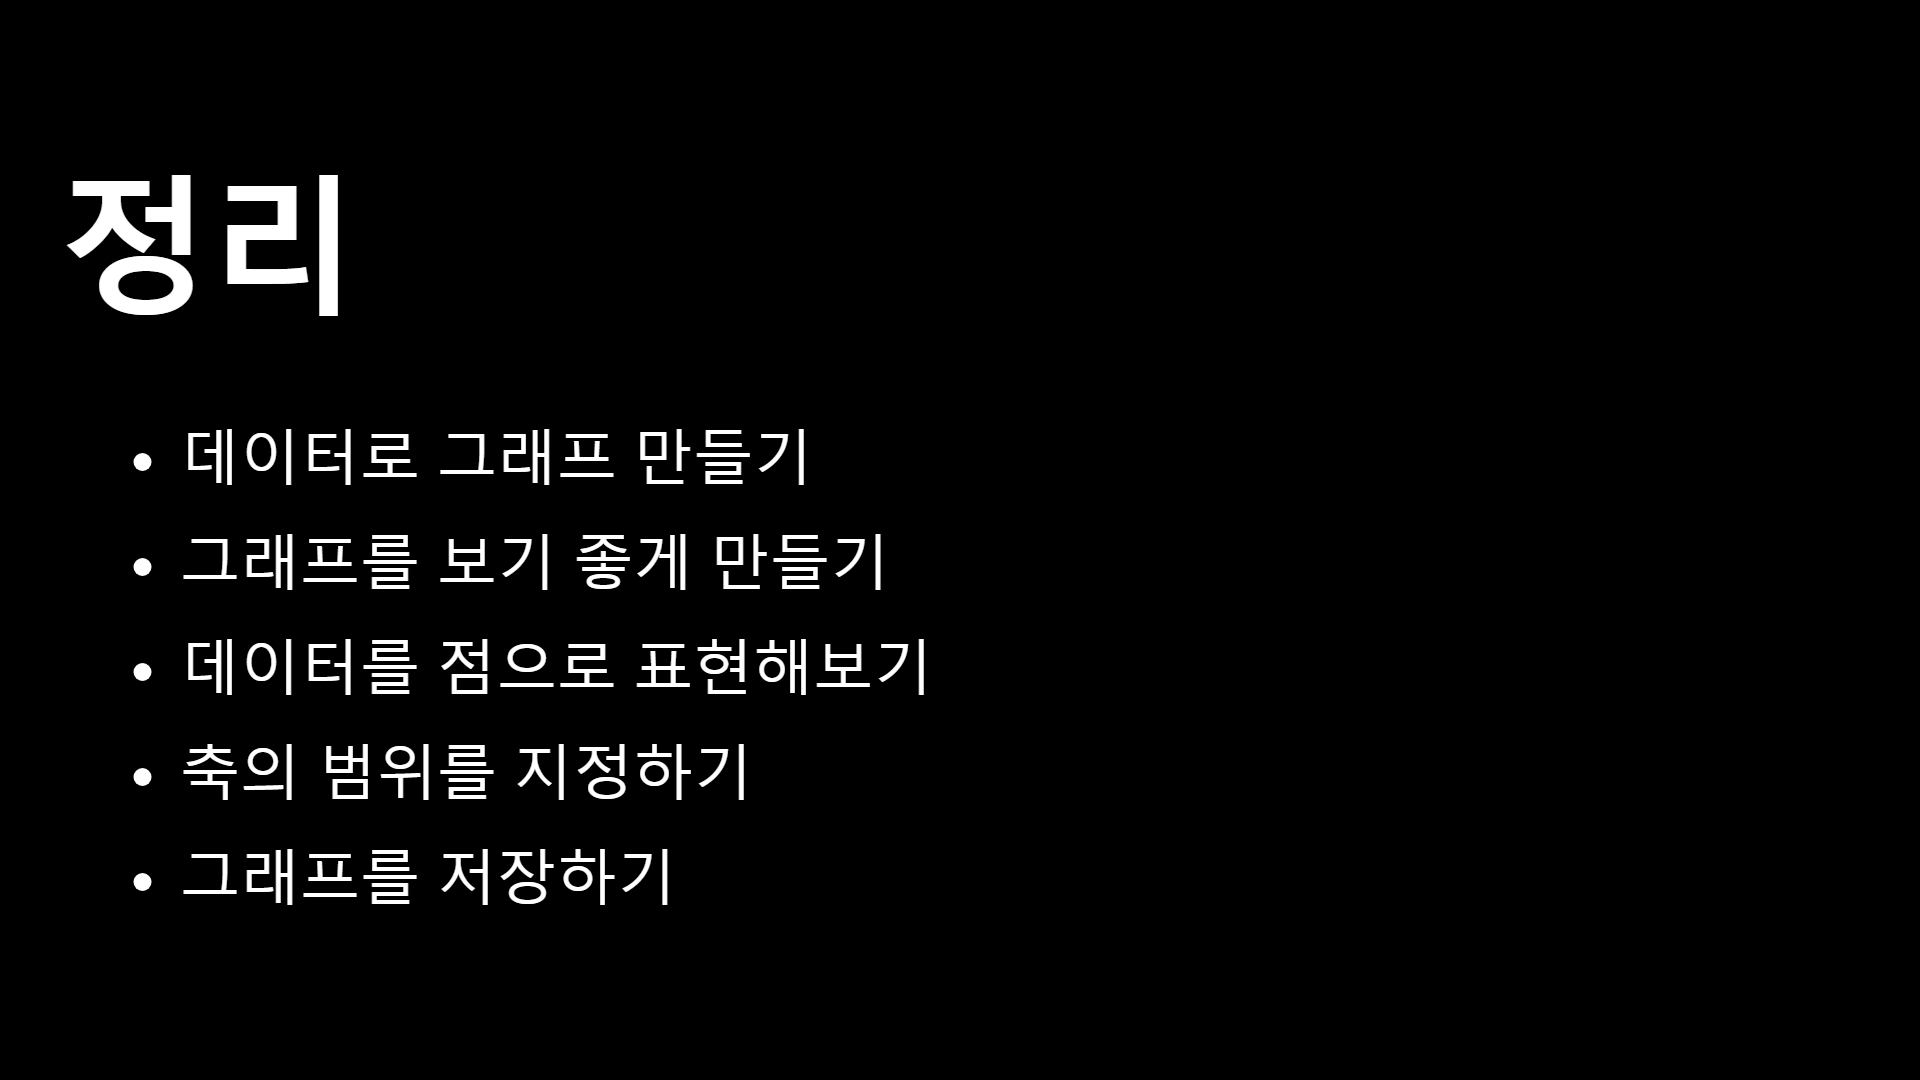 정리
• 데이터로 그래프 만들기
• 그래프를 보기 좋게 만들기
• 데이터를 점으로 표현해보기
• 축의 범위를 지정하기
• 그래프를 저장하기